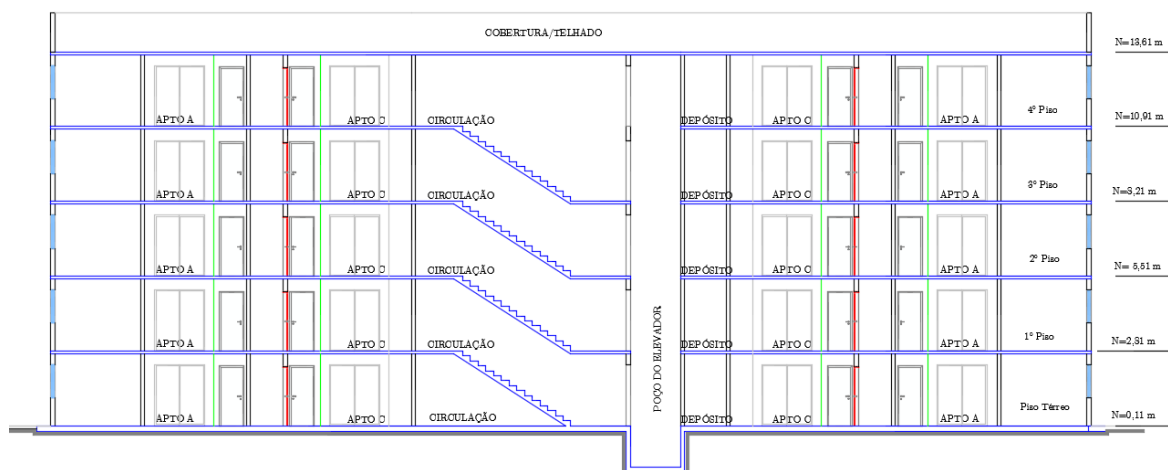 COBERTURA/TELHADO
N=13,61 m
APTO A APTO C CIRCULAÇÃO DEPÓSITO APTO C APTO A 4º Piso N=10,91 m
APTO A APTO C CIRCULAÇÃO DEPÓSITO APTO C APTO A 3º Piso N=8,21 m
APTO A APTO C CIRCULAÇÃO DEPÓSITO APTO C APTO A 2º Piso N= 5,51 m
APTO A APTO C CIRCULAÇÃO DEPÓSITO APTO C APTO A 1º Piso N=2,81 m
APTO A APTO C CIRCULAÇÃO DEPÓSITO APTO C APTO A Piso Térreo N=0,11 m
POÇO DO ELEVADOR